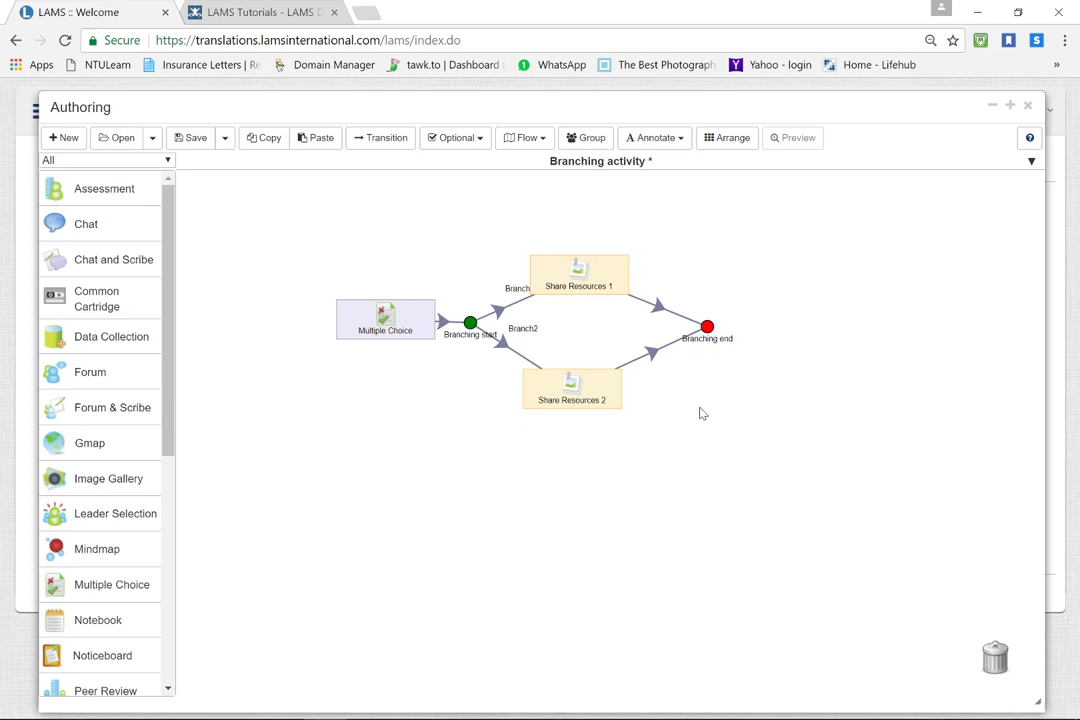 LAMS :: Welcome
LAMS Tutorials - LAMS D
Secure
https://translations.lamsinternational.com/lams/index.do
Apps
NTULearn
Insurance Letters | Re
Domain Manager
tawk.to | Dashboard
WhatsApp
The Best Photograph
Yahoo - login
Home - Lifehub
»
Authoring
New
Open
Save
Copy
Paste
Transition
Optional
Flow
Group
Annotate
Arrange
Preview
All
Branching activity *
Assessment
Chat
Chat and Scribe
Common
Cartridge
Data Collection
Forum
Forum & Scribe
Gmap
Image Gallery
Leader Selection
Mindmap
Multiple Choice
Notebook
Noticeboard
Peer Review
Multiple Choice
Branching start
Branch
Branch2
Share Resources 1
Share Resources 2
Branching end